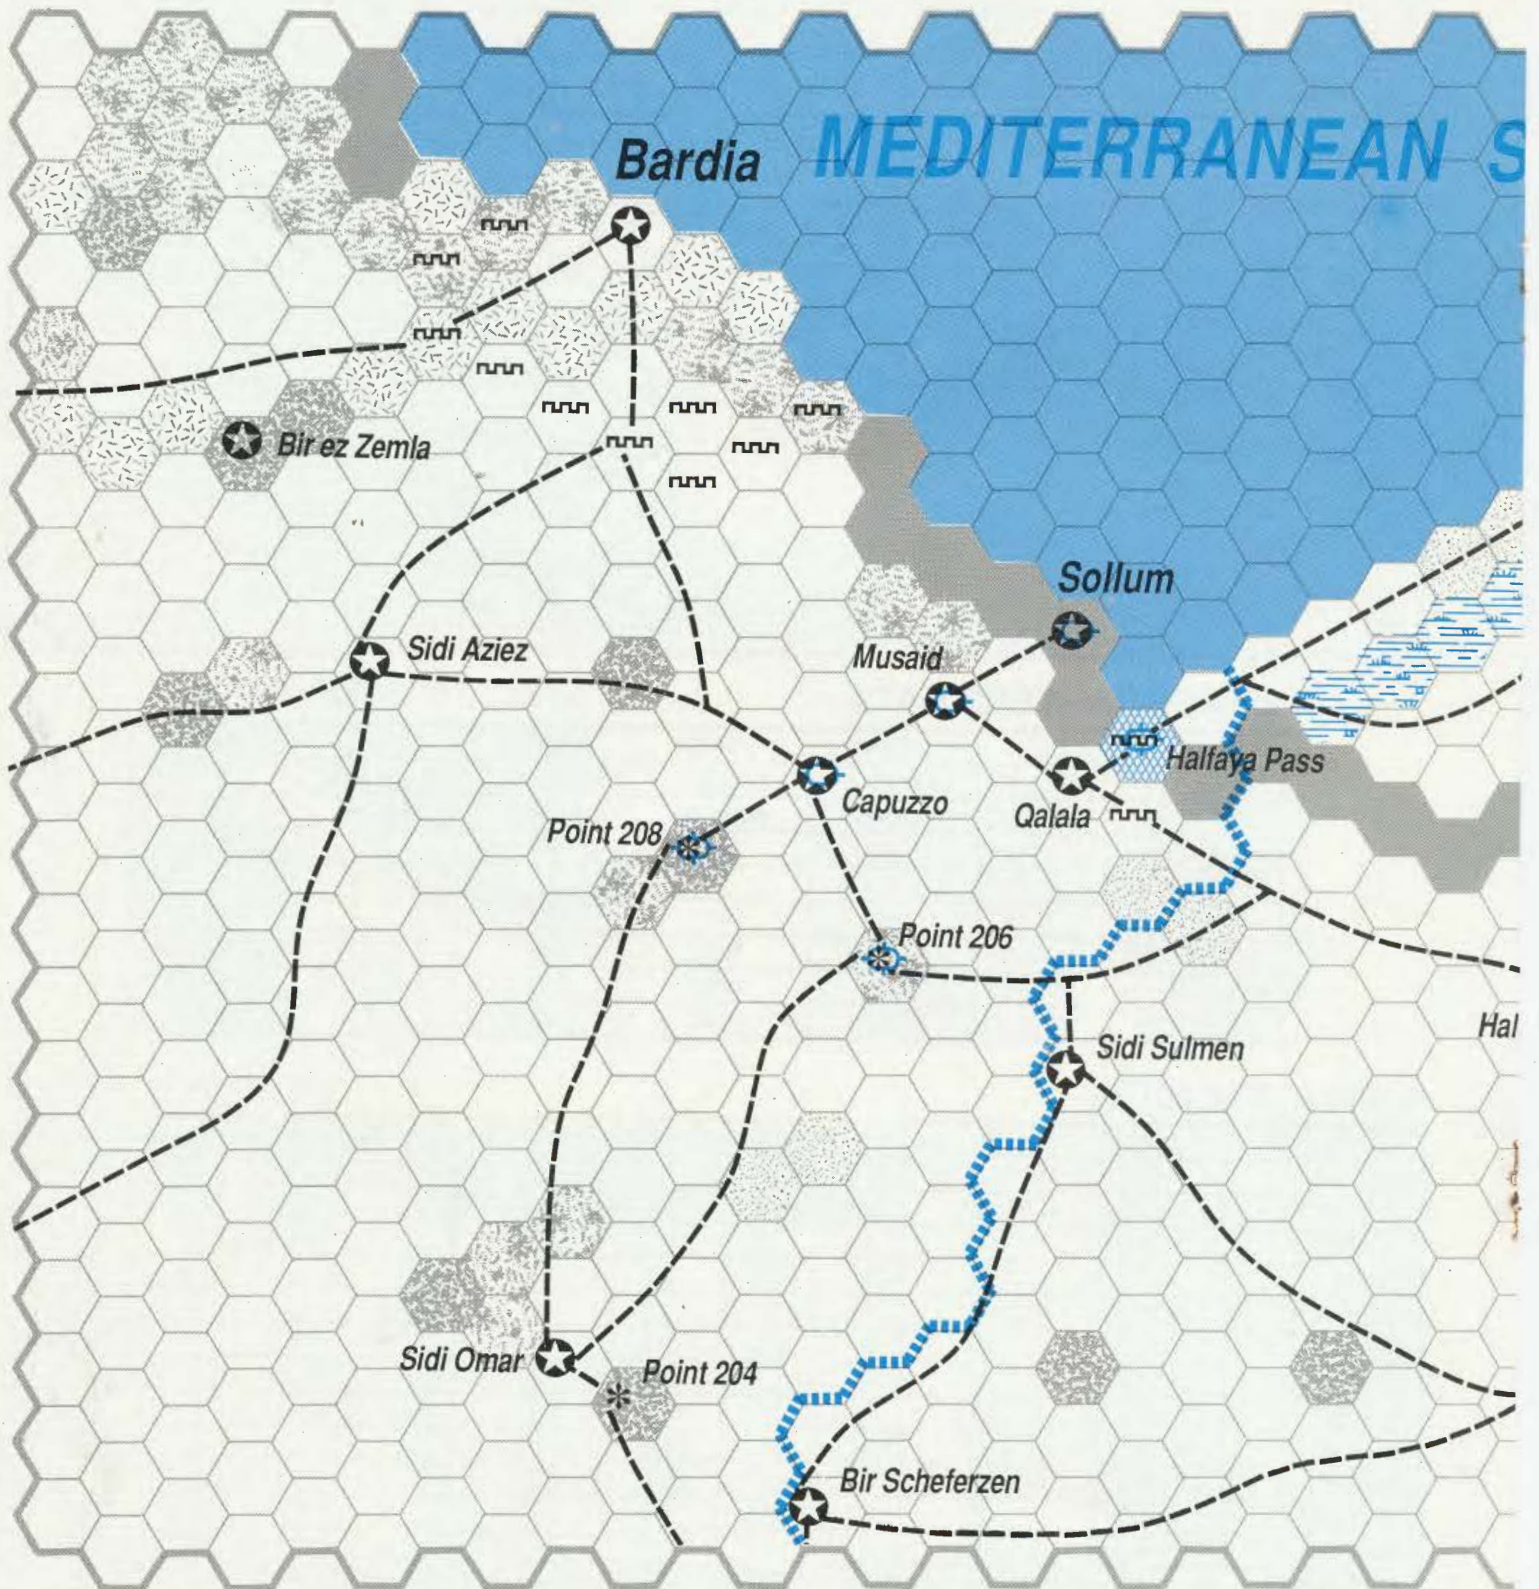 MEDITERRANEAN S
Bardia
Bir ez Zemla
Sollum
Sidi Aziez
Musaid
Halfaya Pass
Capuzzo
Qalala
Point 208
Point 206
Hal
Sidi Sulmen
Sidi Omar
Point 204
Bir Scheferzen